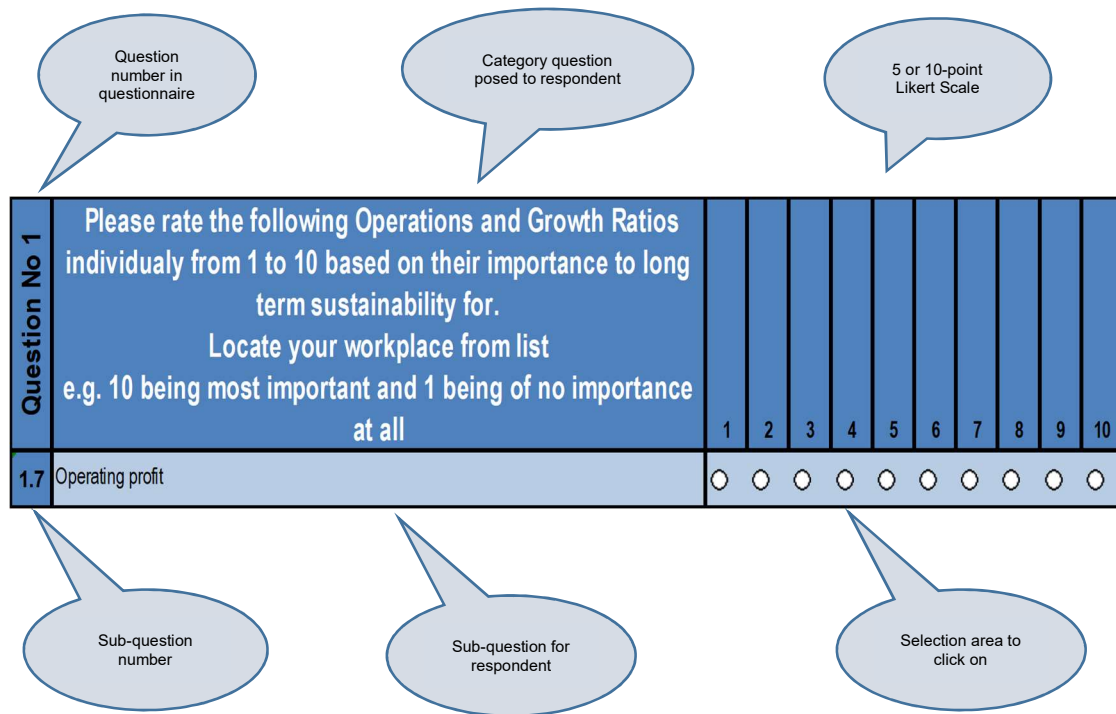 Question
number in
questionnaire
Category question
posed to respondent
5 or 10-point
Likert Scale
Question No 1
Please rate the following Operations and Growth Ratios
individualy from 1 to 10 based on their importance to long
term sustainability for.
Locate your workplace from list
e.g. 10 being most important and 1 being of no importance
at all
1 2 3 4 5 6 7 8 9 10
1.7 Operating profit
Sub-question
number
Sub-question for
respondent
Selection area to
click on